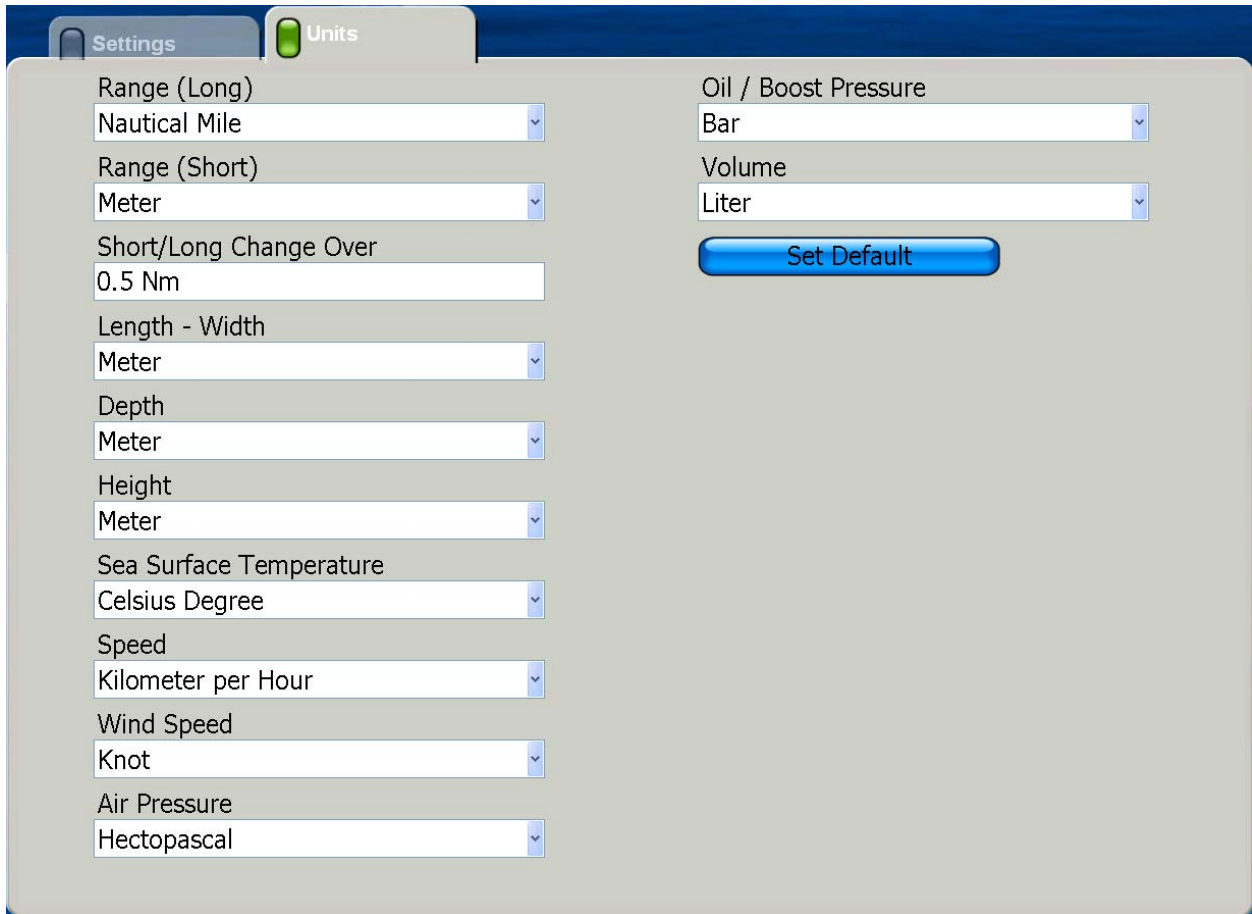 Settings
Units
Range (Long)
Nautical Mile
Range (Short)
Meter
Short/Long Change Over
0.5 Nm
Length - Width
Meter
Depth
Meter
Height
Meter
Sea Surface Temperature
Celsius Degree
Speed
Kilometer per Hour
Wind Speed
Knot
Air Pressure
Hectopascal
Oil / Boost Pressure
Bar
Volume
Liter
Set Default